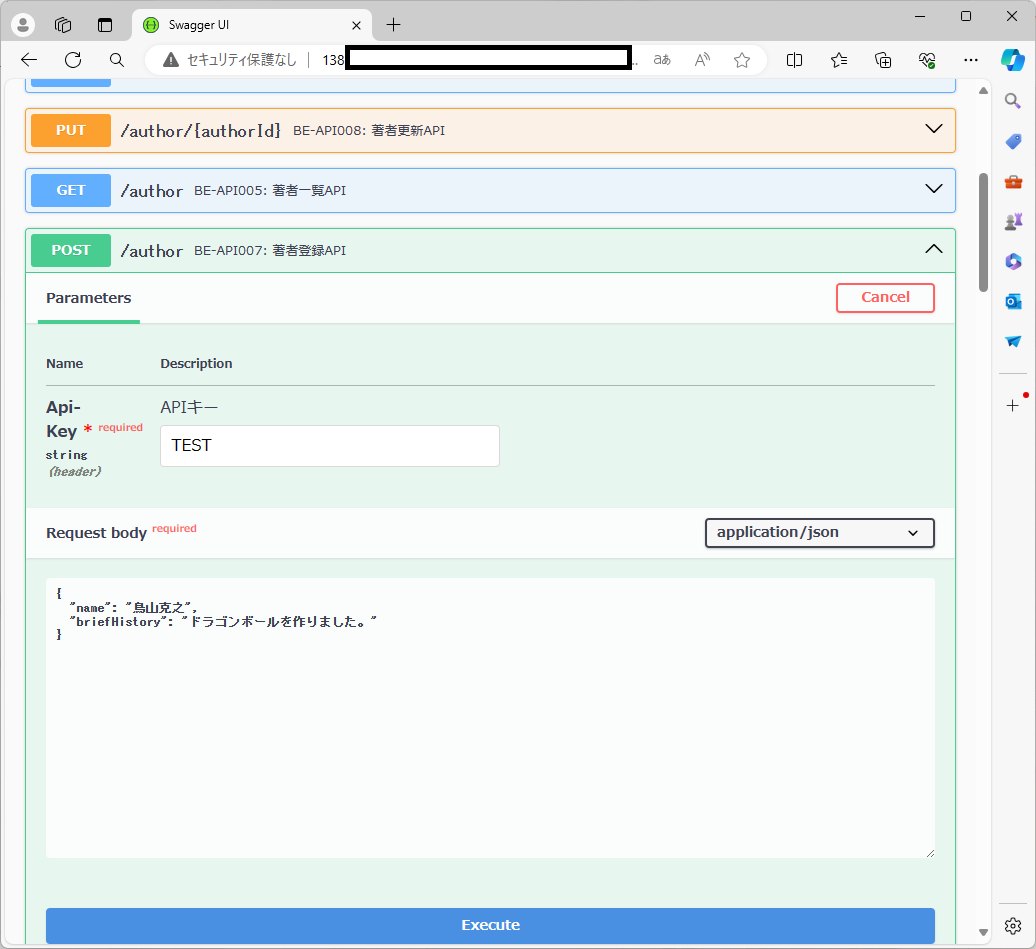 Swagger UI
セキュリティ保護なし 138 ..
PUT /author/{authorId} BE-API008: 著者更新API
GET /author BE-API005: 著者一覧API
POST /author BE-API007: 著者登録API
Parameters Cancel
Name Description
Api-
Key * required
string
(header)
APIキー
TEST
Request body required application/json
{
"name": "鳥山克之",
"briefHistory": "ドラゴンボールを作りました。"
}
Execute